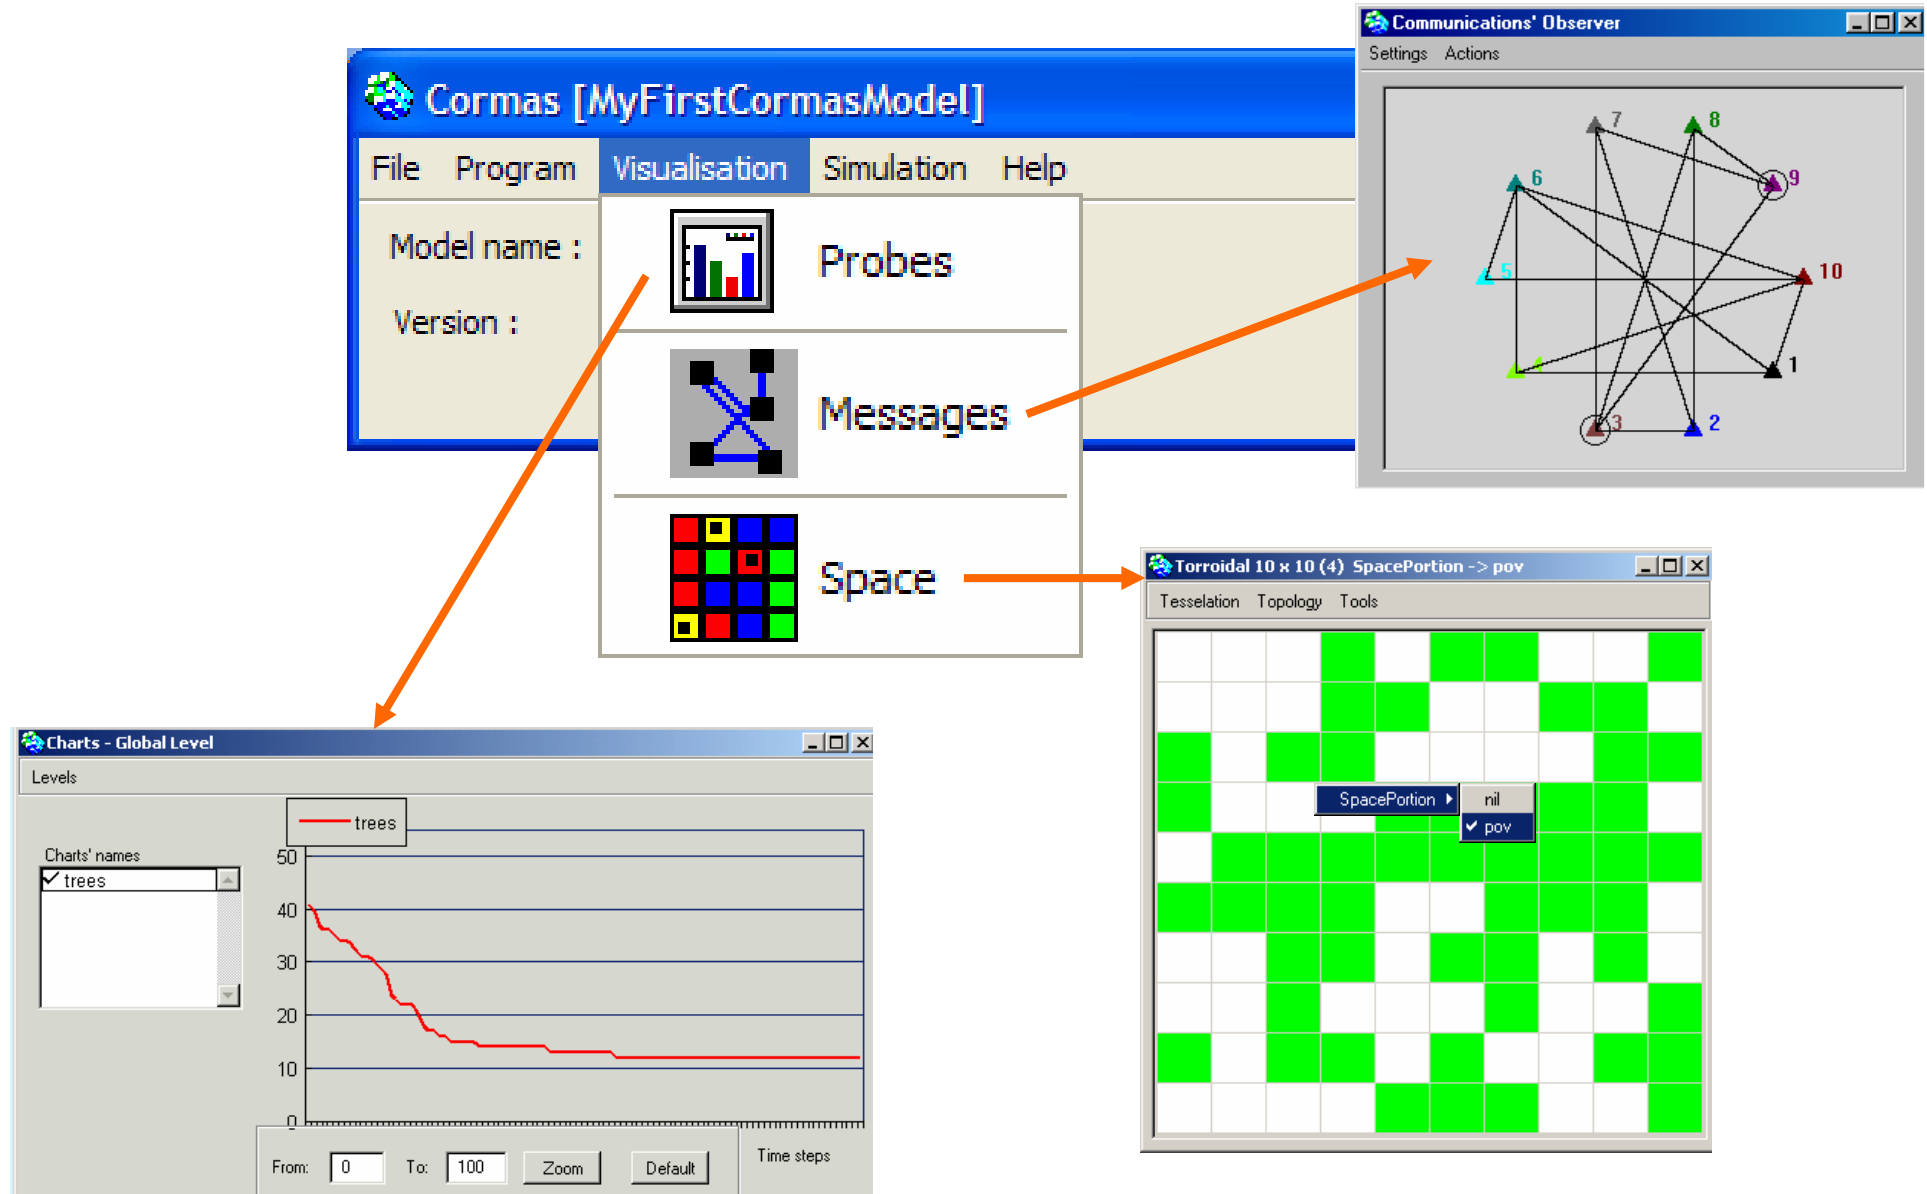 Communications' Observer
Settings Actions
7
8
6
9
5
10
4
1
3
2
Cormas [MyFirstCormasModel]
File Program Visualisation Simulation Help
Model name :
Version :
Probes
Messages
Space
Torroidal 10 x 10 (4) SpacePortion -> pov
Tesselation Topology Tools
SpacePortion nil
pov
Charts - Global Level
Levels
trees
Charts' names
trees
50
40
30
20
10
0
Time steps
From: 0 To: 100 Zoom Default